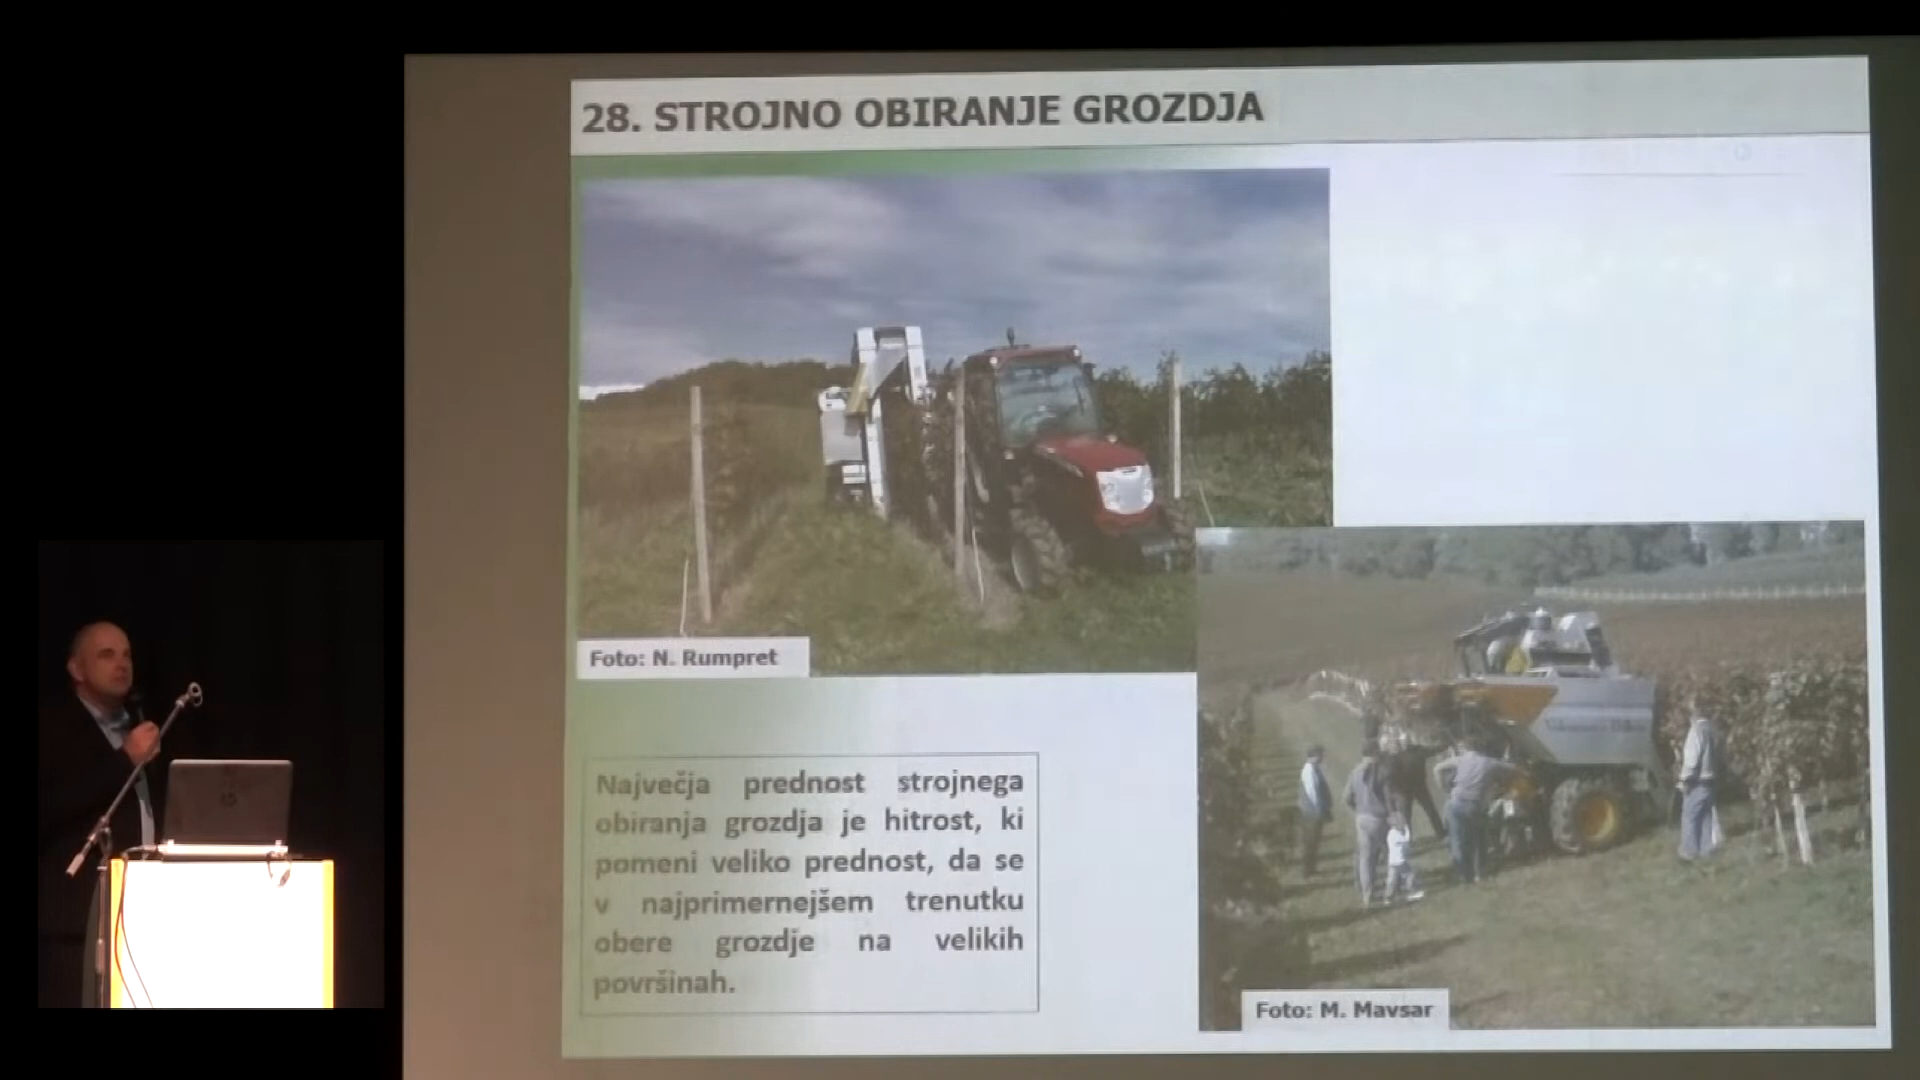 28. STROJNO OBIRANJE GROZDJA
Foto: N. Rumpret
Največja prednost strojnega
obiranja grozdja je hitrost, ki
pomeni veliko prednost, da se
v najprimernejšem trenutku
obere grozdje na velikih
površinah.
Foto: M. Mavsar